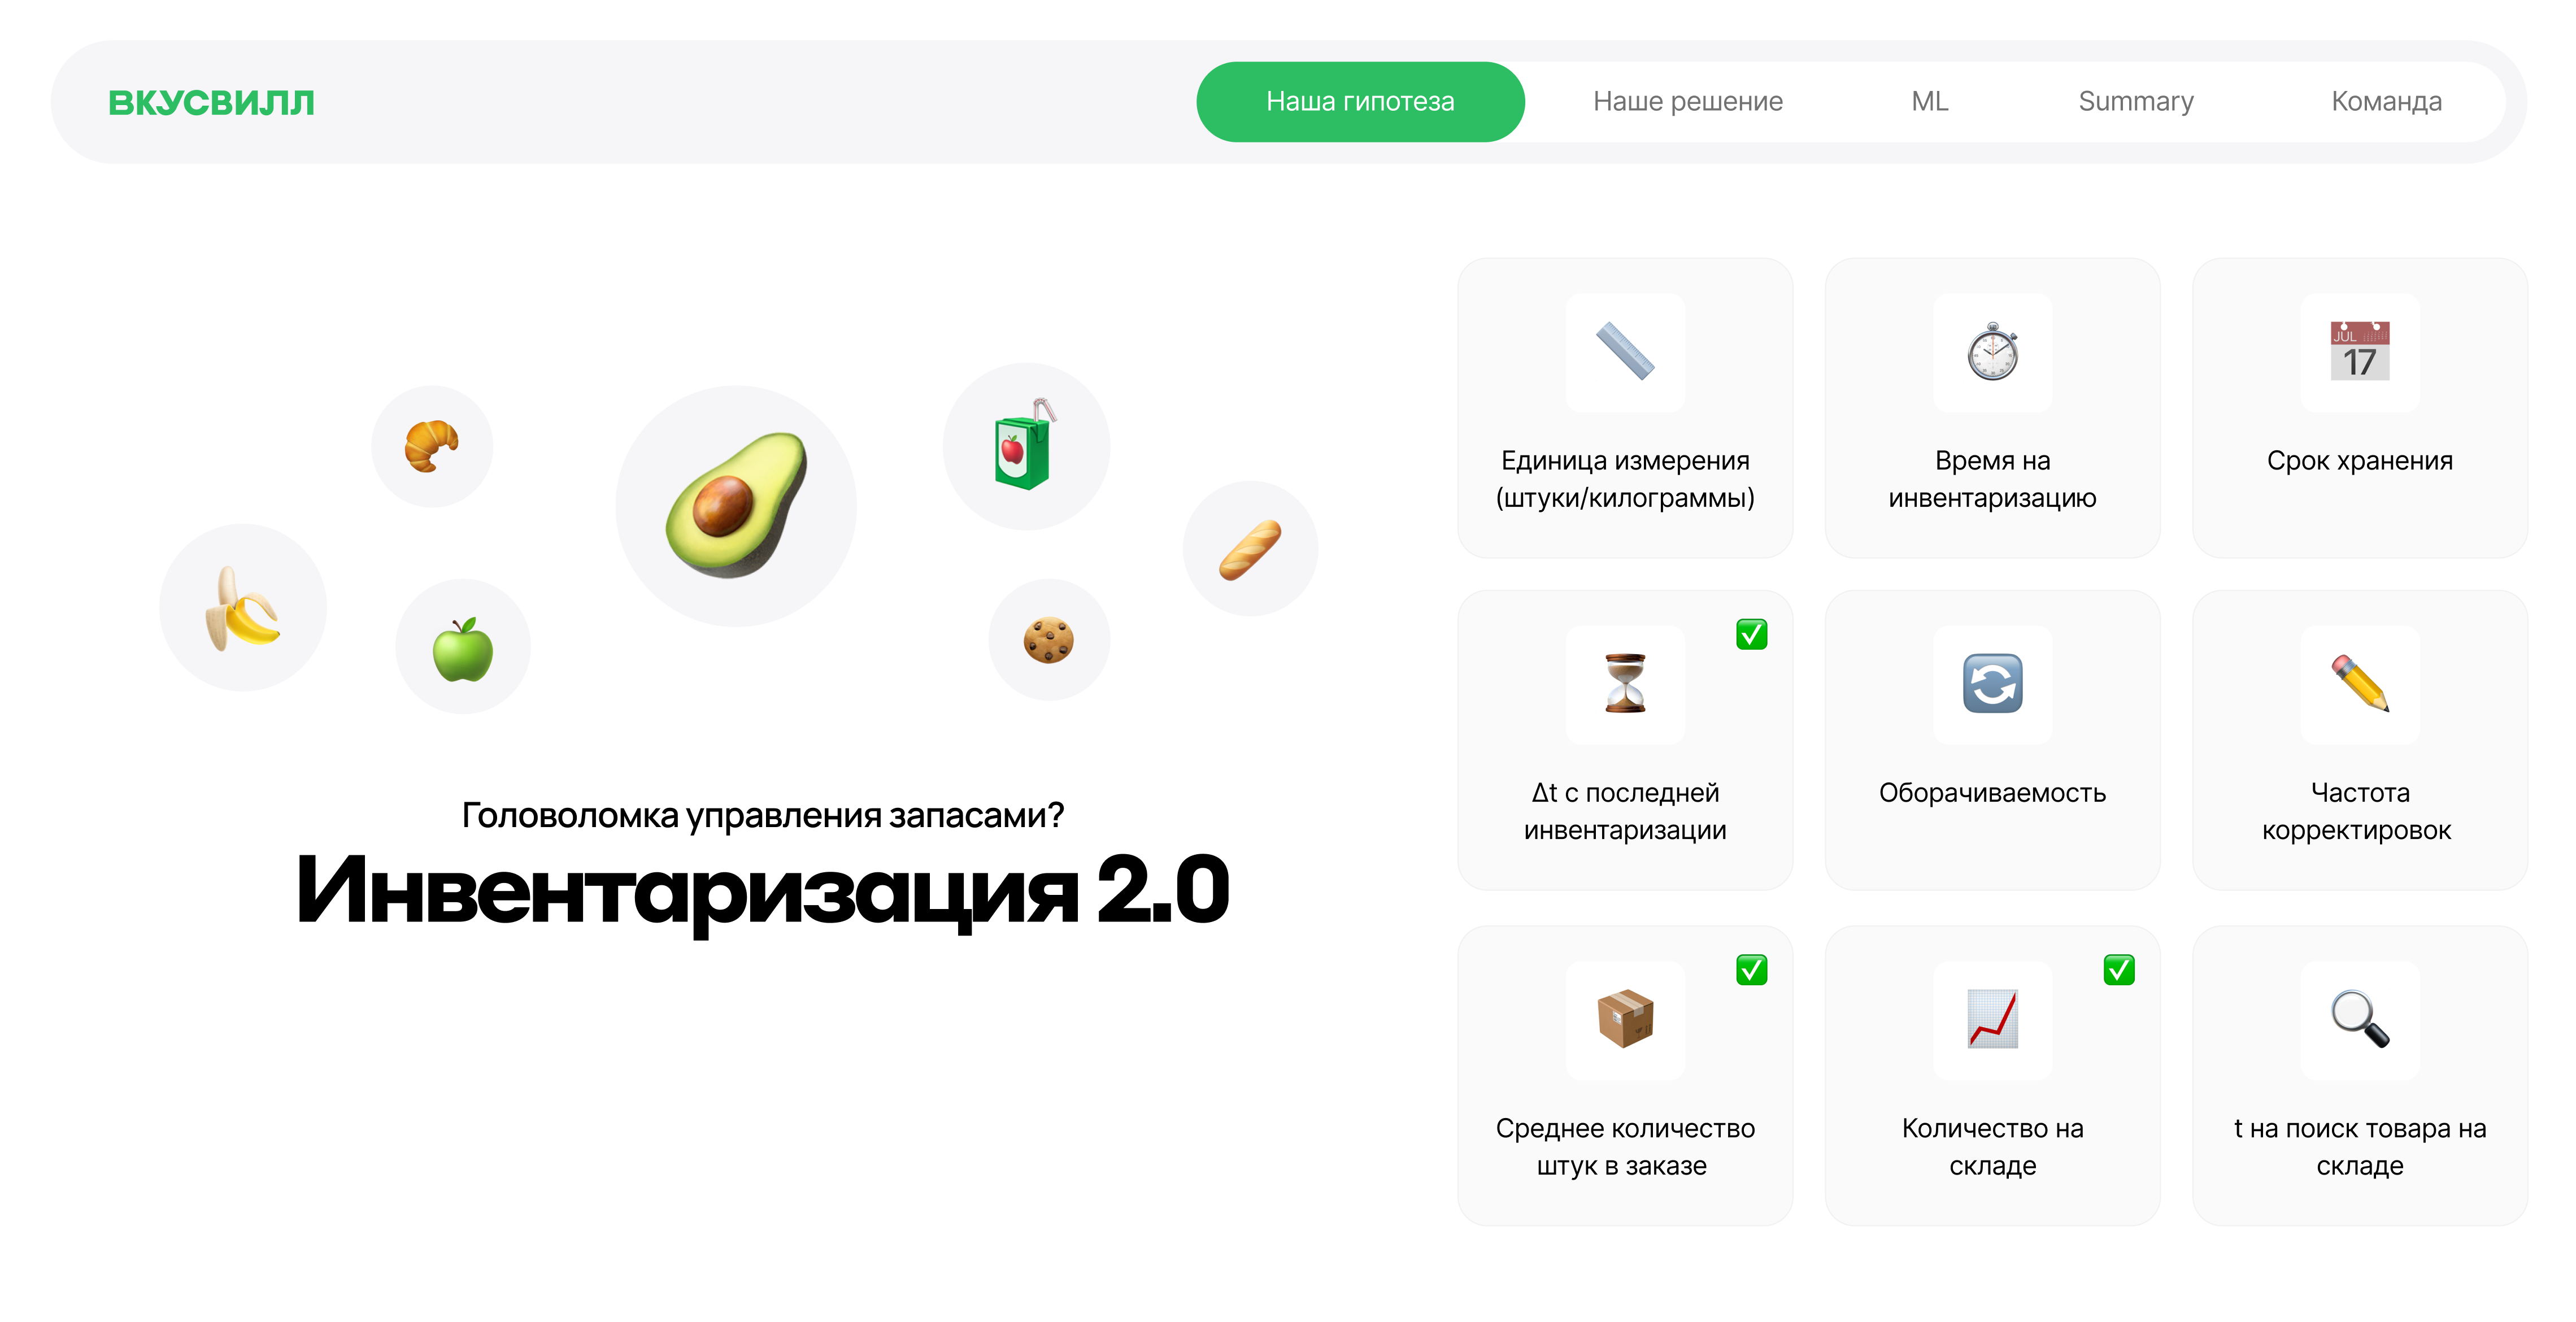 ВКУСВИЛЛ
Наша гипотеза
Наше решение
ML
Summary
Команда
Головоломка управления запасами?
Инвентаризация 2.0
Единица измерения
(штуки/килограммы)
Время на
инвентаризацию
JUL
17
Срок хранения
Δt с последней
инвентаризации
Оборачиваемость
Частота
корректировок
Среднее количество
штук в заказе
Количество на
складе
t на поиск товара на
складе